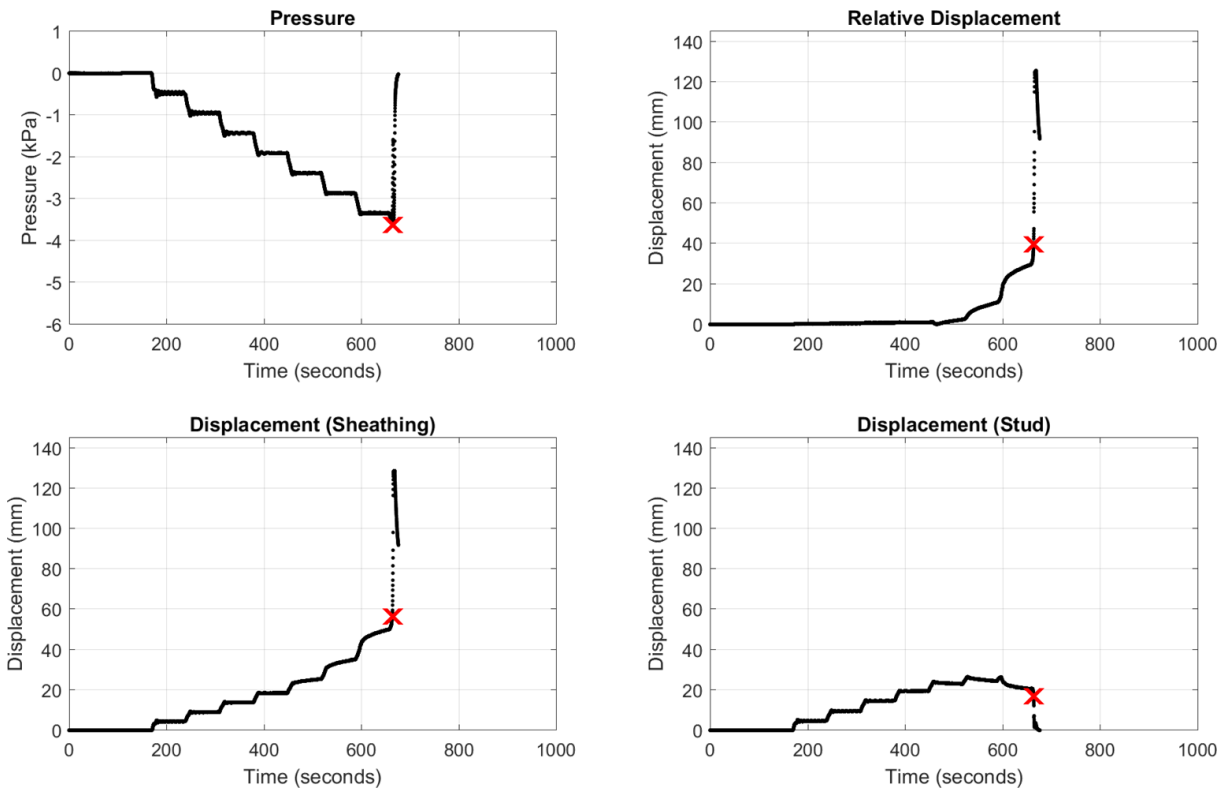 Pressure
1
0
-1
-2
-3
-4
-5
-6
Pressure (kPa)
0 200 400 600 800 1000
Time (seconds)
Relative Displacement
140
120
100
80
60
40
20
0
Displacement (mm)
0 200 400 600 800 1000
Time (seconds)
Displacement (Sheathing)
140
120
100
80
60
40
20
0
Displacement (mm)
0 200 400 600 800 1000
Time (seconds)
Displacement (Stud)
140
120
100
80
60
40
20
0
Displacement (mm)
0 200 400 600 800 1000
Time (seconds)